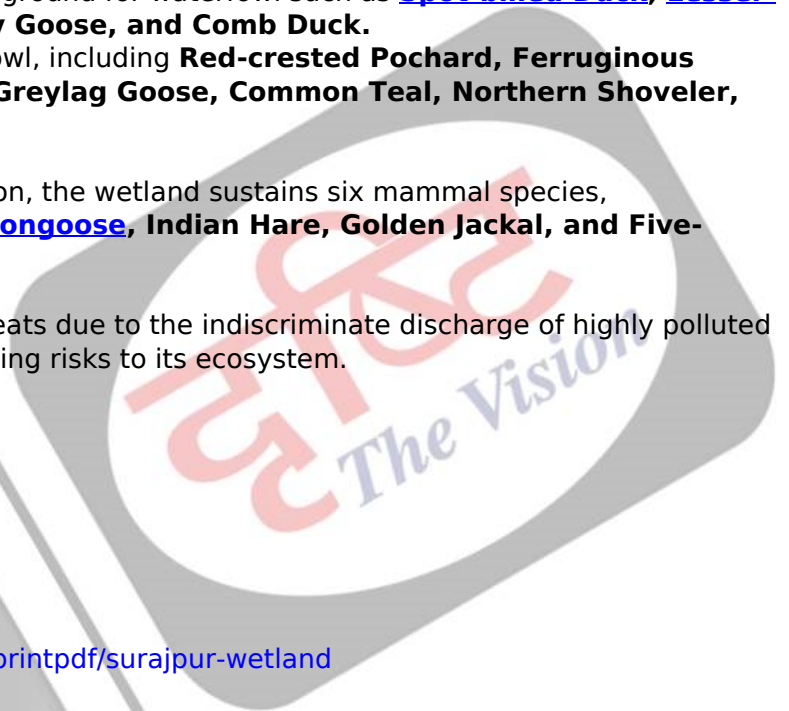 ground for waterfowl such as Spot-billed Duck, Lesser-
y Goose, and Comb Duck.
owl, including Red-crested Pochard, Ferruginous
Greylag Goose, Common Teal, Northern Shoveler,
on, the wetland sustains six mammal species,
ongoose, Indian Hare, Golden Jackal, and Five-
eats due to the indiscriminate discharge of highly polluted
ing risks to its ecosystem.
दृष्टि
The Vision
printpdf/surajpur-wetland